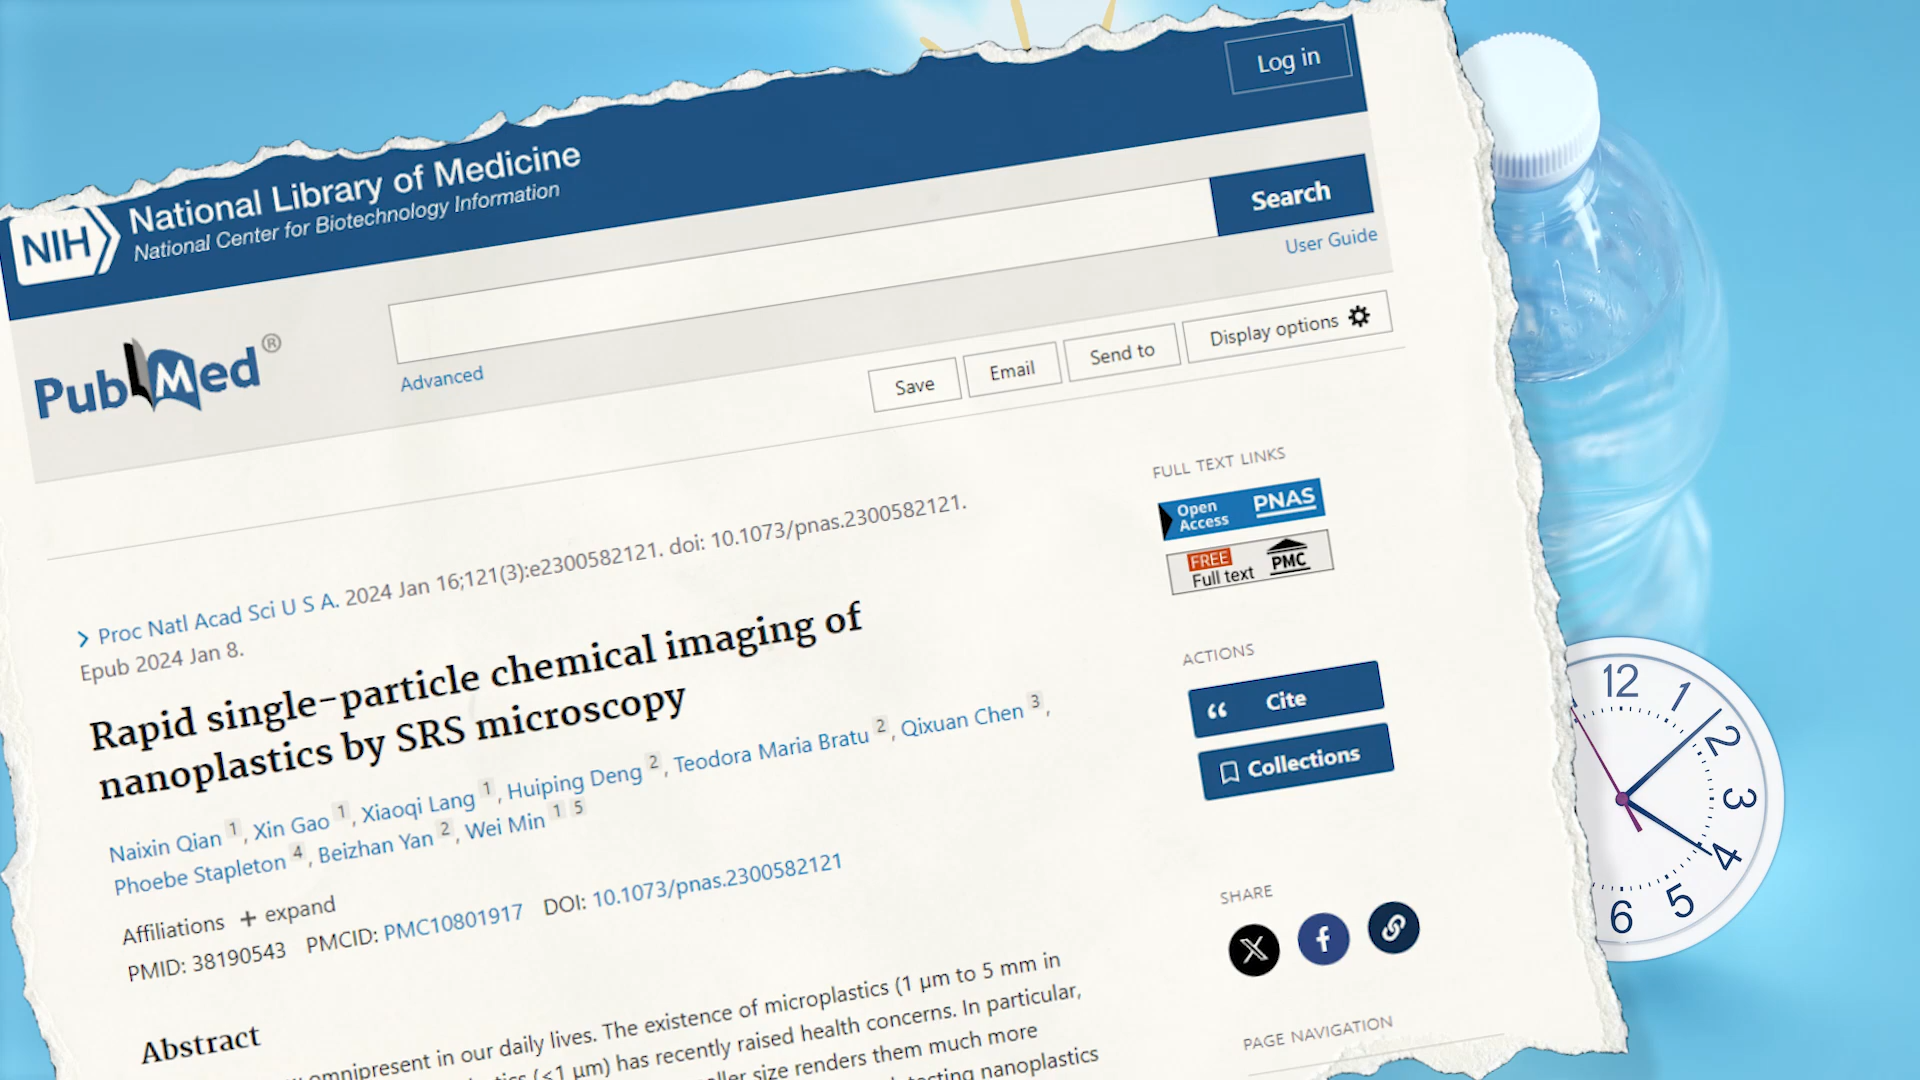 Log in
NIH
National Library of Medicine
National Center for Biotechnology Information
Search
User Guide
PubMed®
Advanced
Save
Email
Send to
Display options
FULL TEXT LINKS
Open Access PNAS
FREE Full text PMC
Proc Natl Acad Sci U S A. 2024 Jan 16;121(3):e2300582121. doi: 10.1073/pnas.2300582121.
Epub 2024 Jan 8.
Rapid single-particle chemical imaging of
nanoplastics by SRS microscopy
Naixin Qian 1, Xin Gao 1, Xiaoqi Lang 1, Huiping Deng 2, Teodora Maria Bratu 2, Qixuan Chen 3,
Phoebe Stapleton 4, Beizhan Yan 2, Wei Min 1 5
Affiliations + expand
PMID: 38190543 PMCID: PMC10801917 DOI: 10.1073/pnas.2300582121
ACTIONS
Cite
Collections
SHARE
X f
PAGE NAVIGATION
Abstract
omnipresent in our daily lives. The existence of microplastics (1 µm to 5 mm in
(<1 µm) has recently raised health concerns. In particular,
size renders them much more
nanoplastics
12
1
2
3
4
5
6